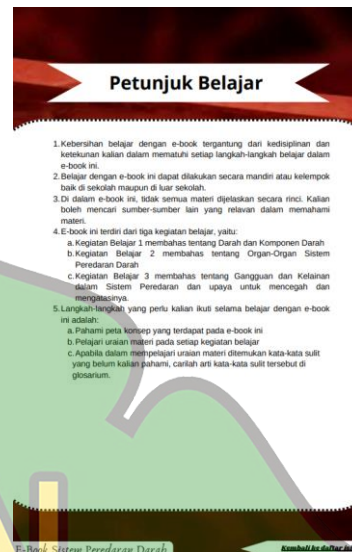 Petunjuk Belajar
1. Kebersihan belajar dengan e-book tergantung dari kedisiplinan dan
ketekunan kalian dalam mematuhi setiap langkah-langkah belajar dalam
e-book ini.
2. Belajar dengan e-book ini dapat dilakukan secara mandiri atau kelempok
baik di sekolah maupun di luar sekolah.
3. Di dalam e-book ini, tidak semua materi dijelaskan secara rinci. Kalian
boleh mencari sumber-sumber lain yang relavan dalam memahami
materi.
4. E-book ini terdiri dari tiga kegiatan belajar, yaitu:
a. Kegiatan Belajar 1 membahas tentang Darah dan Komponen Darah
b. Kegiatan Belajar 2 membahas tentang Organ-Organ Sistem
Peredaran Darah
c. Kegiatan Belajar 3 membahas tentang Gangguan dan Kelainan
dalam Sistem Peredaran dan upaya untuk mencegah dan
mengatasinya.
5. Langkah-langkah yang perlu kalian ikuti selama belajar dengan e-book
ini adalah:
a. Pahami peta konsep yang terdapat pada e-book ini
b. Pelajari uraian materi pada setiap kegiatan belajar
c. Apabila dalam mempelajari uraian materi ditemukan kata-kata sulit
yang belum kalian pahami, carilah arti kata-kata sulit tersebut di
glosarium.
E-Book Sistem Peredaran Darah
Kembali ke daftar isi